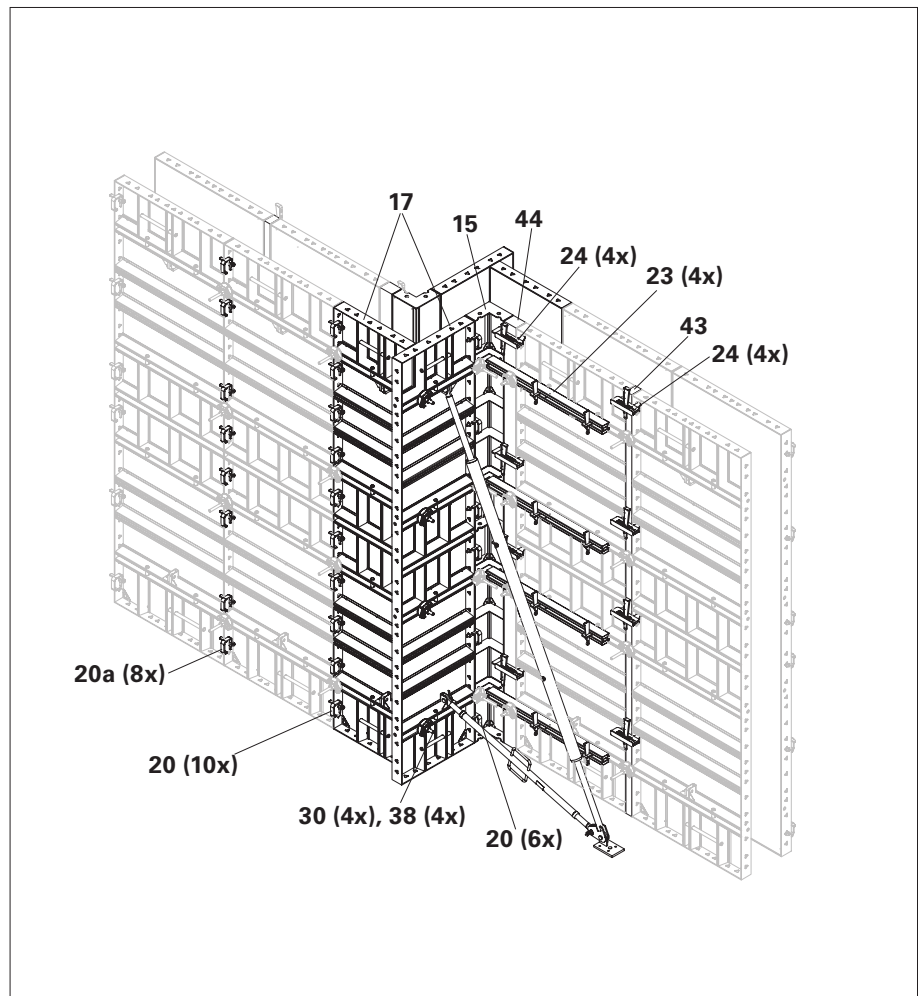 17
15
44
24 (4x)
23 (4x)
43
24 (4x)
20a (8x)
20 (10x)
30 (4x), 38 (4x)
20 (6x)